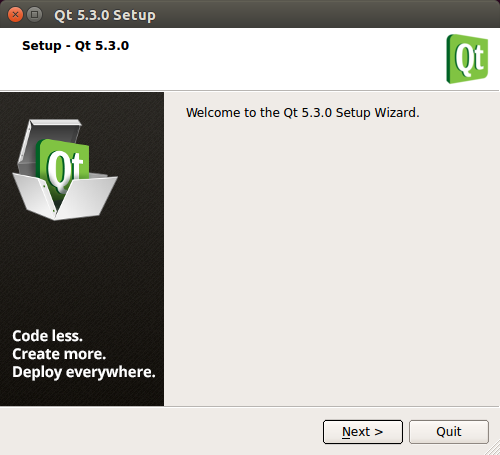 Qt 5.3.0 Setup
Setup - Qt 5.3.0
Qt
Welcome to the Qt 5.3.0 Setup Wizard.
Qt
Code less.
Create more.
Deploy everywhere.
Next >
Quit